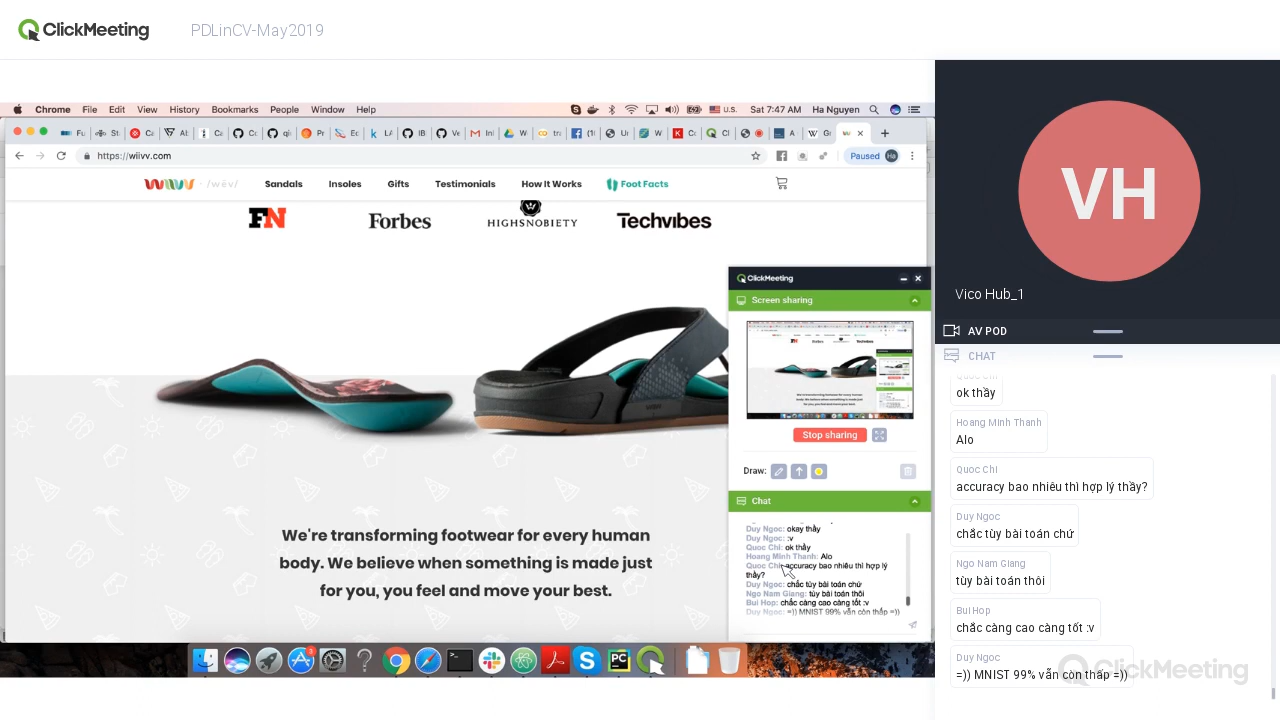 ClickMeeting
PDLinCV-May2019
Chrome File Edit View History Bookmarks People Window Help
U.S. Sat 7:47 AM Ha Nguyen
https://wiivv.com
Paused
Ha
wiivv · /wēv/
Sandals Insoles Gifts Testimonials How It Works Foot Facts
FN Forbes HIGHSNOBIETY Techvibes
We're transforming footwear for every human
body. We believe when something is made just
for you, you feel and move your best.
ClickMeeting
Screen sharing
Stop sharing
Draw:
Chat
Duy Ngoc: okay thầy
Duy Ngoc: :v
Quoc Chi: ok thầy
Hoang Minh Thanh: Alo
Quoc Chi: accuracy bao nhiêu thì hợp lý
thầy?
Duy Ngoc: chắc tùy bài toán chứ
Ngo Nam Giang: tùy bài toán thôi
Bui Hop: chắc càng cao càng tốt :v
Duy Ngoc: =)) MNIST 99% vẫn còn thấp =))
VH
Vico Hub_1
AV POD
CHAT
Quoc Chi
ok thầy
Hoang Minh Thanh
Alo
Quoc Chi
accuracy bao nhiêu thì hợp lý thầy?
Duy Ngoc
chắc tùy bài toán chứ
Ngo Nam Giang
tùy bài toán thôi
Bui Hop
chắc càng cao càng tốt :v
Duy Ngoc
=)) MNIST 99% vẫn còn thấp =))
ClickMeeting